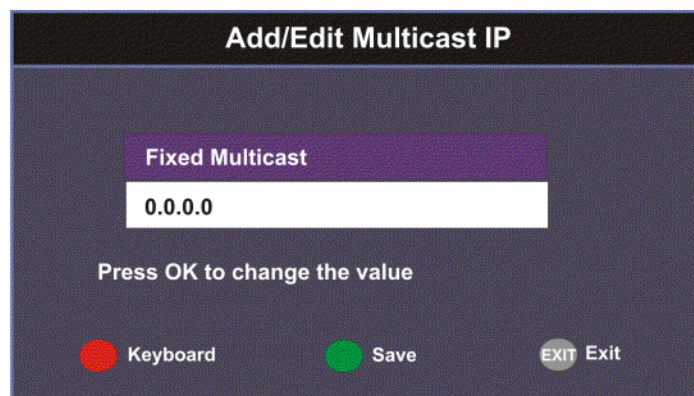 Add/Edit Multicast IP
Fixed Multicast
0.0.0.0
Press OK to change the value
Keyboard Save EXIT Exit